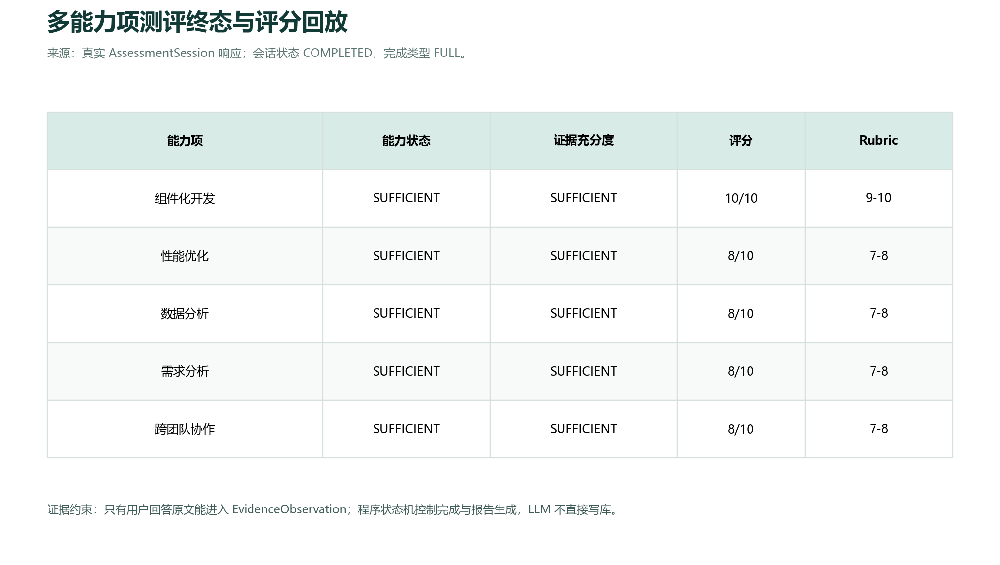 多能力项测评终态与评分回放
来源：真实 AssessmentSession 响应；会话状态 COMPLETED，完成类型 FULL。
能力项 能力状态 证据充分度 评分 Rubric
组件化开发 SUFFICIENT SUFFICIENT 10/10 9-10
性能优化 SUFFICIENT SUFFICIENT 8/10 7-8
数据分析 SUFFICIENT SUFFICIENT 8/10 7-8
需求分析 SUFFICIENT SUFFICIENT 8/10 7-8
跨团队协作 SUFFICIENT SUFFICIENT 8/10 7-8
证据约束：只有用户回答原文能进入 EvidenceObservation；程序状态机控制完成与报告生成，LLM 不直接写库。